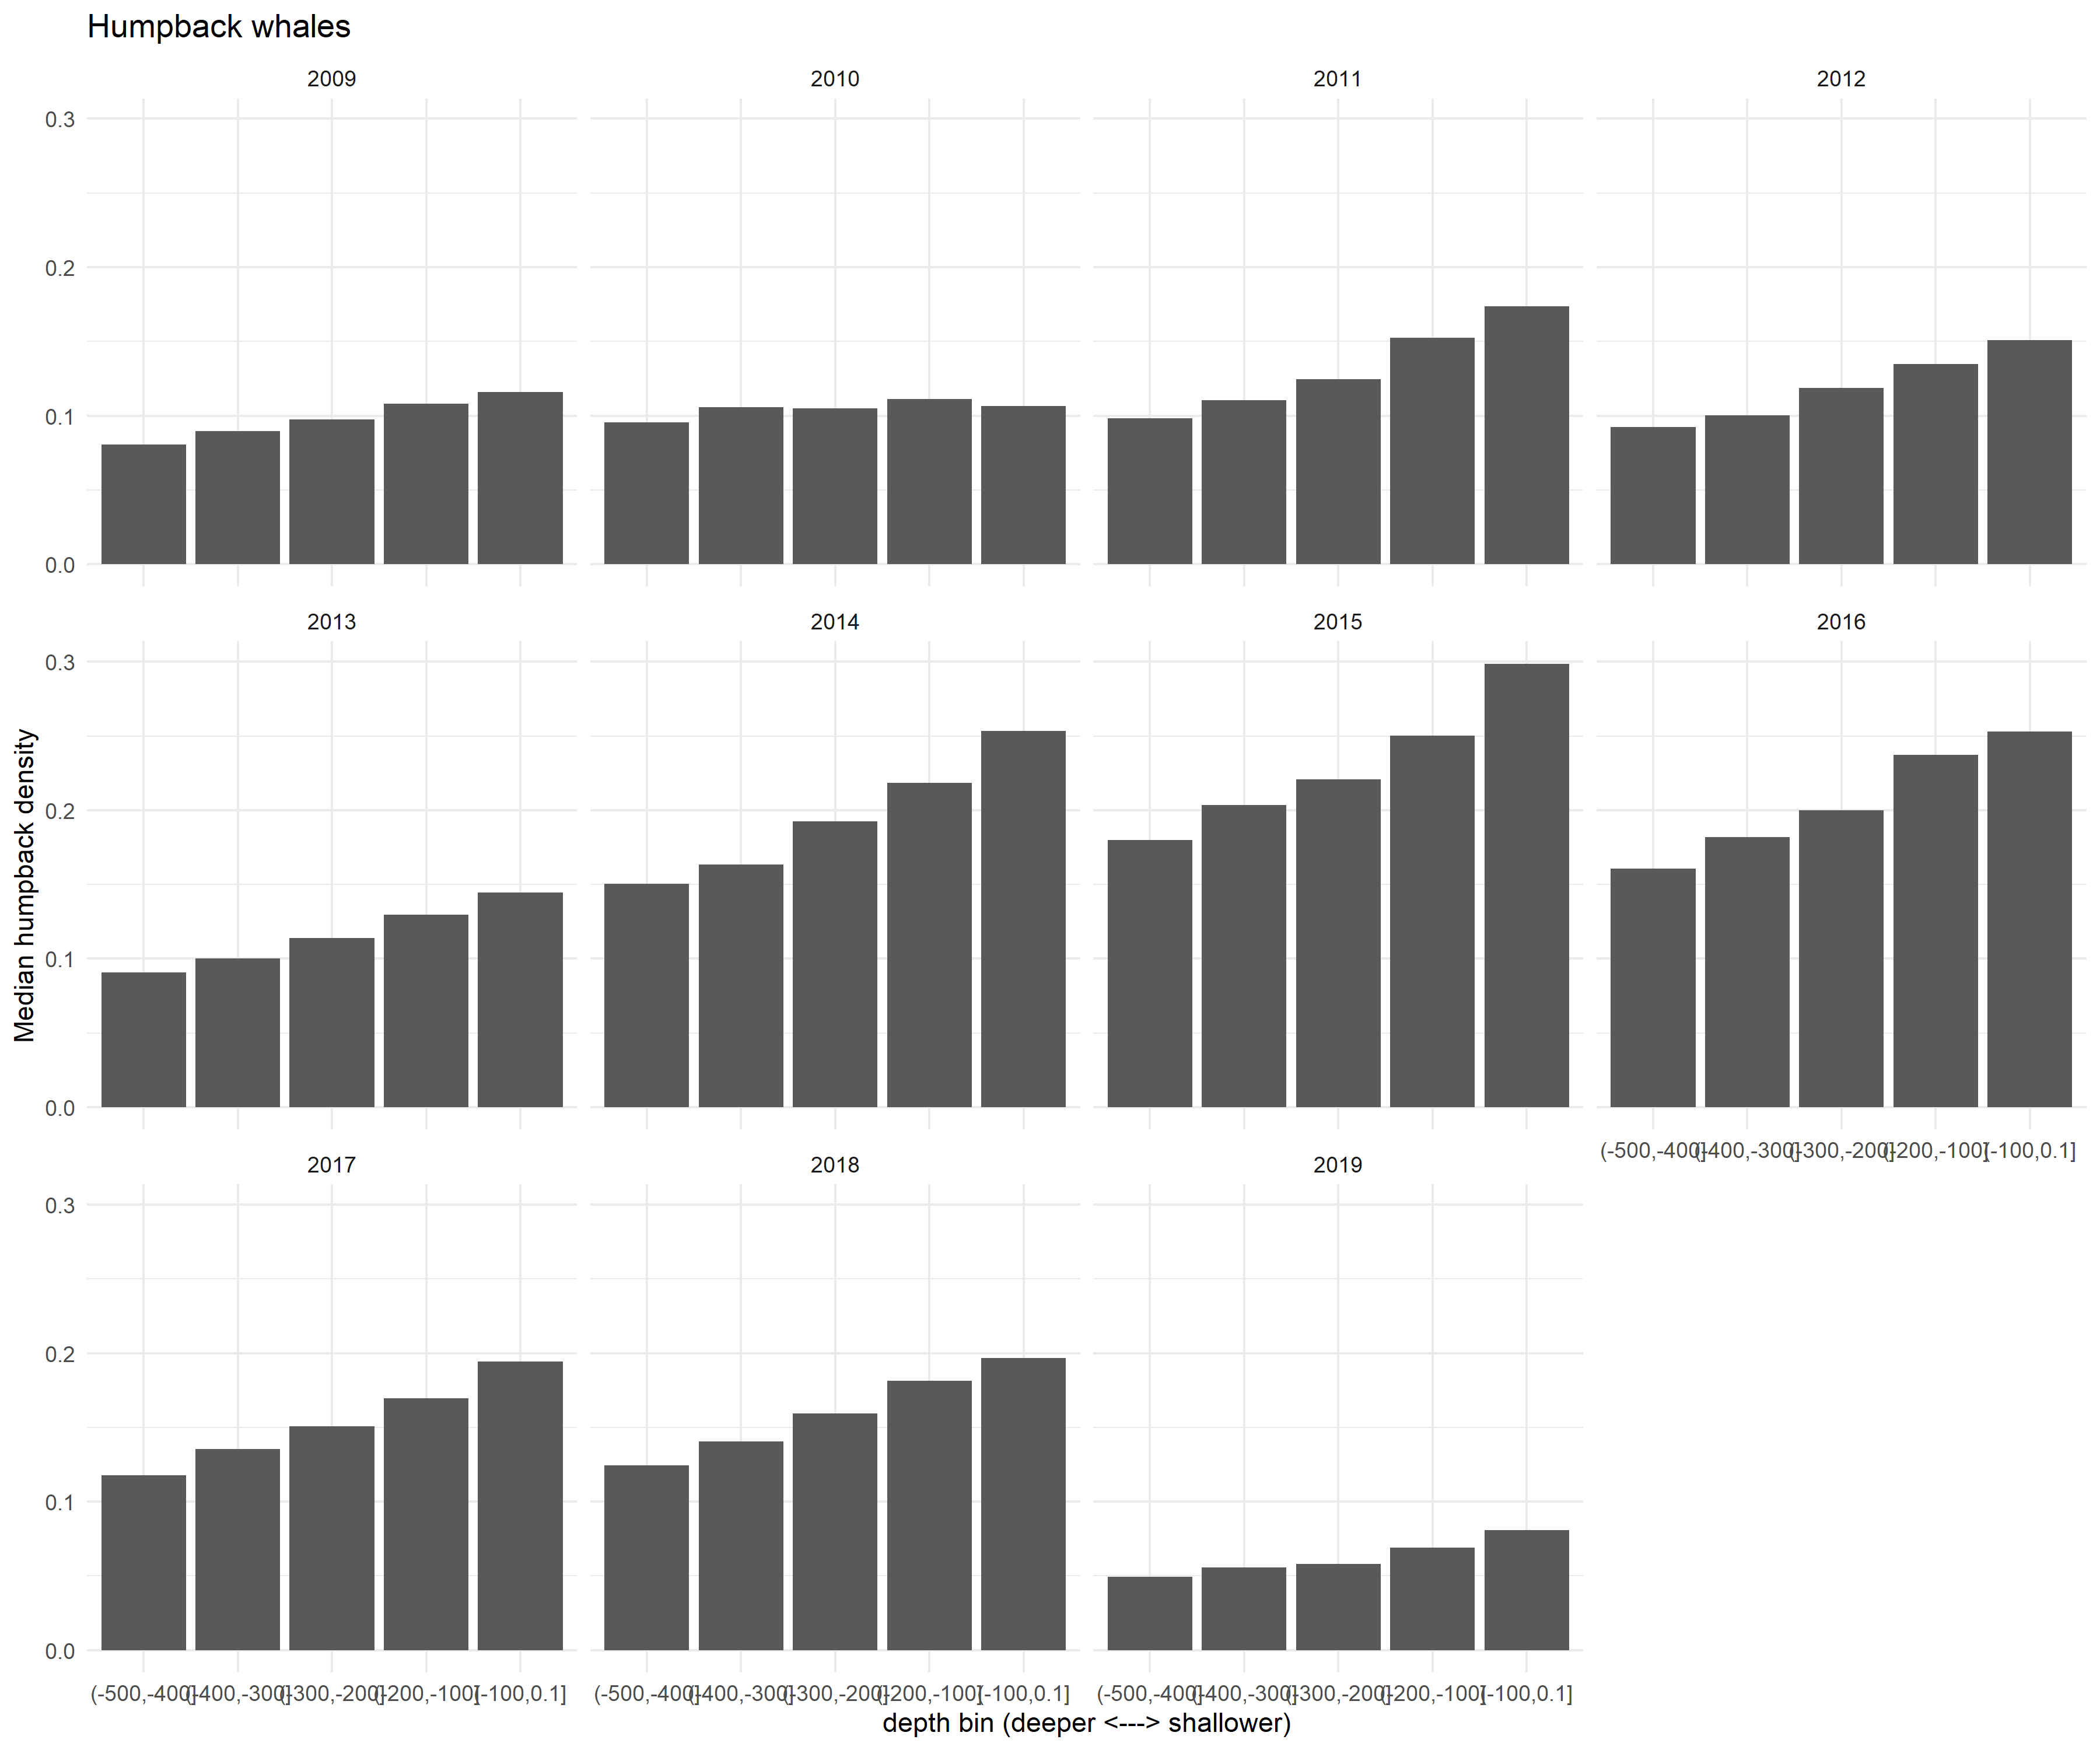 Humpback whales
2009 2010 2011 2012
0.3
0.2
0.1
0.0
2013 2014 2015 2016
0.3
0.2
0.1
0.0
Median humpback density
(-500,-400] (-400,-300] (-300,-200] (-200,-100] (-100,0.1]
2017 2018 2019
0.3
0.2
0.1
0.0
(-500,-400] (-400,-300] (-300,-200] (-200,-100] (-100,0.1] (-500,-400] (-400,-300] (-300,-200] (-200,-100] (-100,0.1] (-500,-400] (-400,-300] (-300,-200] (-200,-100] (-100,0.1]
depth bin (deeper <---> shallower)